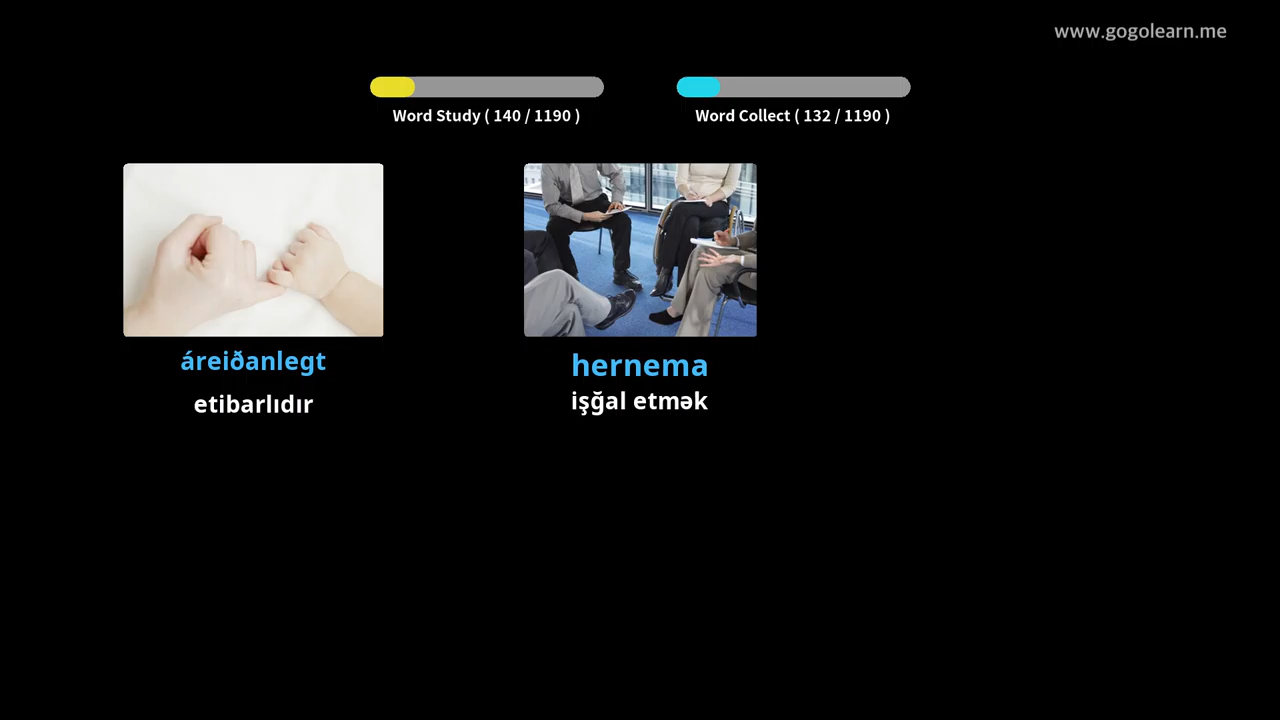 www.gogolearn.me
Word Study ( 140 / 1190 )
Word Collect ( 132 / 1190 )
áreiðanlegt
etibarlıdır
hernema
işğal etmək